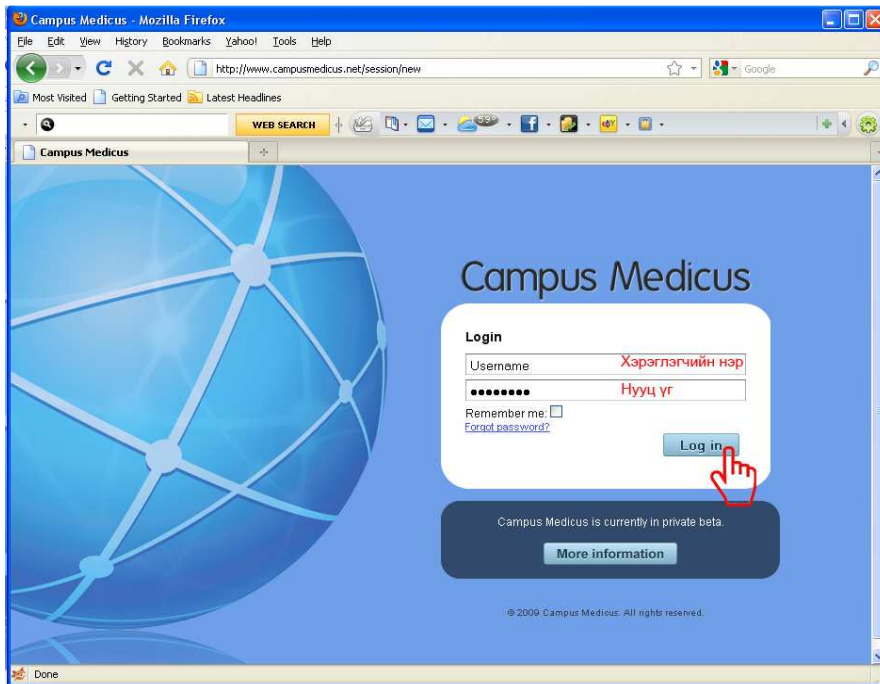 Campus Medicus - Mozilla Firefox
File Edit View History Bookmarks Yahoo! Tools Help
http://www.campusmedicus.net/session/new
Google
Most Visited Getting Started Latest Headlines
WEB SEARCH 59°
Campus Medicus
Campus Medicus
Login
Username Хэрэглэгчийн нэр
Нууц үг
Remember me:
Forgot password?
Log in
Campus Medicus is currently in private beta.
More information
© 2009 Campus Medicus. All rights reserved.
Done